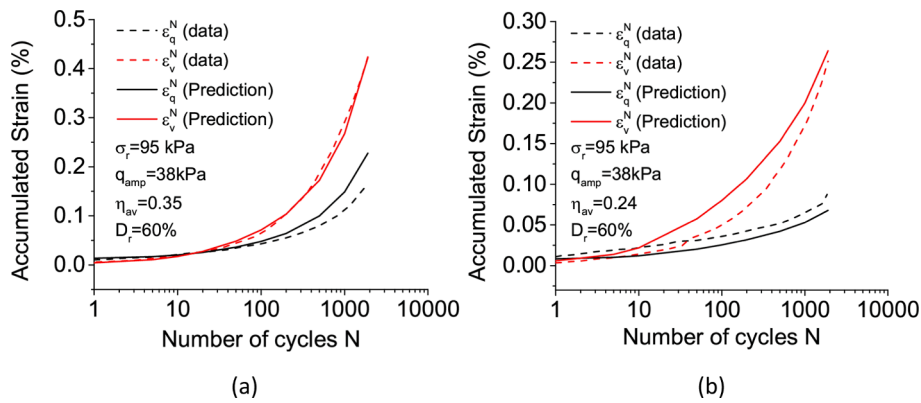 0.5
0.4
0.3
0.2
0.1
0.0
Accumulated Strain (%)
ε_q^N (data)
ε_v^N (data)
ε_q^N (Prediction)
ε_v^N (Prediction)
σ_r=95 kPa
q_amp=38kPa
η_av=0.35
D_r=60%
1 10 100 1000 10000
Number of cycles N
(a)
0.30
0.25
0.20
0.15
0.10
0.05
0.00
Accumulated Strain (%)
ε_q^N (data)
ε_v^N (data)
ε_q^N (Prediction)
ε_v^N (Prediction)
σ_r=95 kPa
q_amp=38kPa
η_av=0.24
D_r=60%
1 10 100 1000 10000
Number of cycles N
(b)